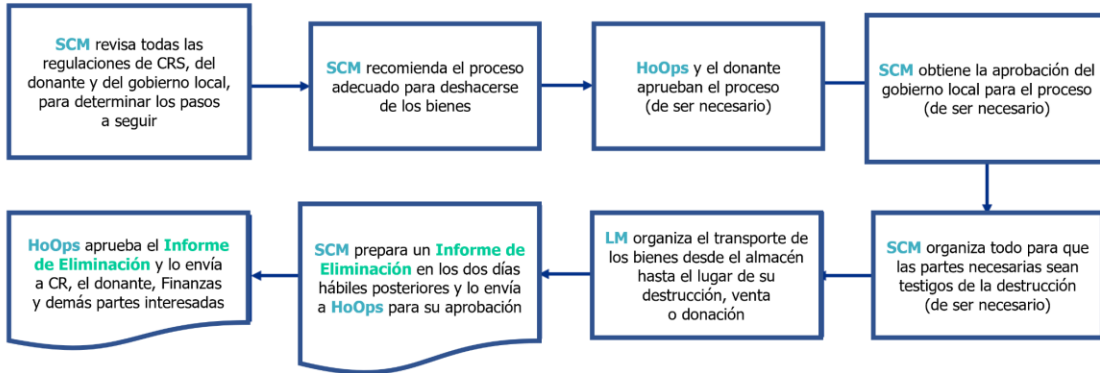 SCM revisa todas las
regulaciones de CRS, del
donante y del gobierno local,
para determinar los pasos
a seguir
SCM recomienda el proceso
adecuado para deshacerse
de los bienes
HoOps y el donante
aprueban el proceso
(de ser necesario)
SCM obtiene la aprobación del
gobierno local para el proceso
(de ser necesario)
SCM organiza todo para que
las partes necesarias sean
testigos de la destrucción
(de ser necesario)
LM organiza el transporte de
los bienes desde el almacén
hasta el lugar de su
destrucción, venta
o donación
SCM prepara un Informe de
Eliminación en los dos días
hábiles posteriores y lo envía
a HoOps para su aprobación
HoOps aprueba el Informe
de Eliminación y lo envía
a CR, el donante, Finanzas
y demás partes interesadas